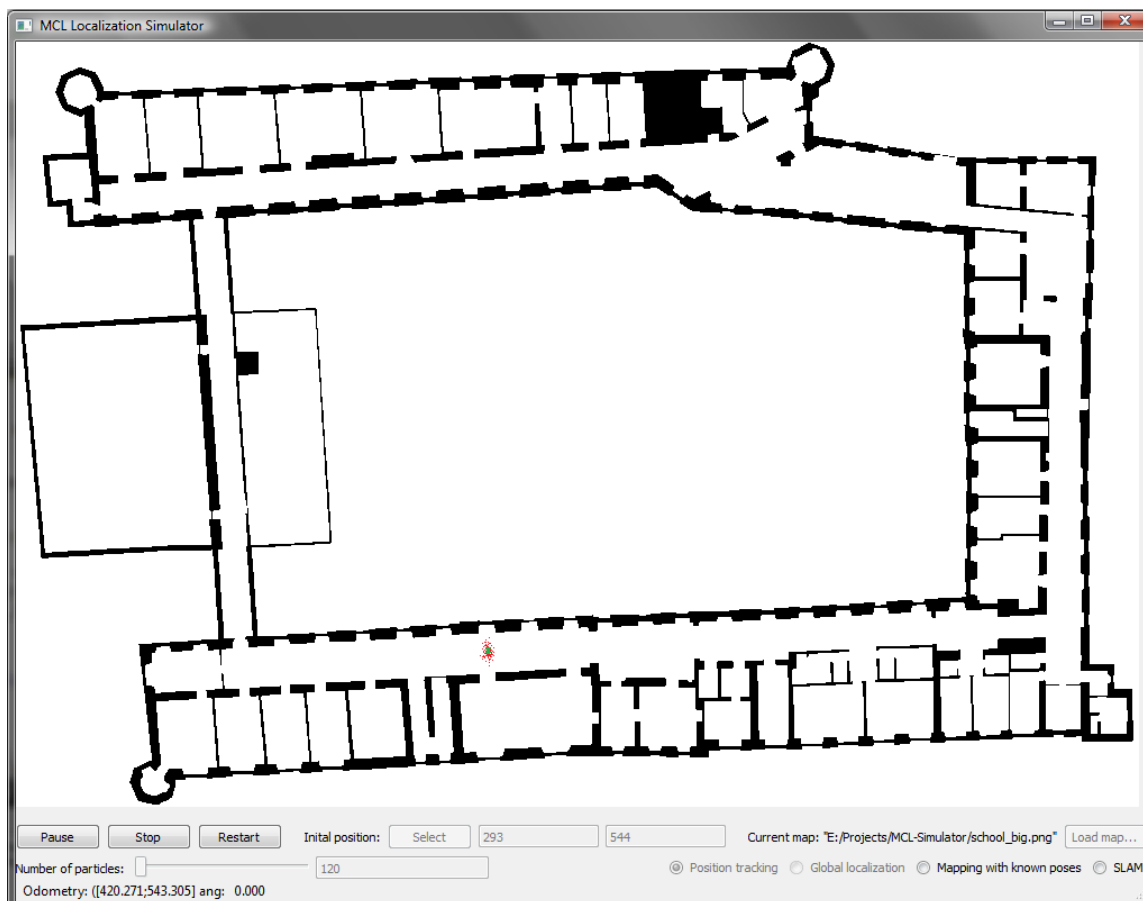 MCL Localization Simulator
Pause Stop Restart Inital position: Select 293 544 Current map: "E:/Projects/MCL-Simulator/school_big.png" Load map...
Number of particles: 120 Position tracking Global localization Mapping with known poses SLAM
Odometry: ([420.271;543.305] ang: 0.000